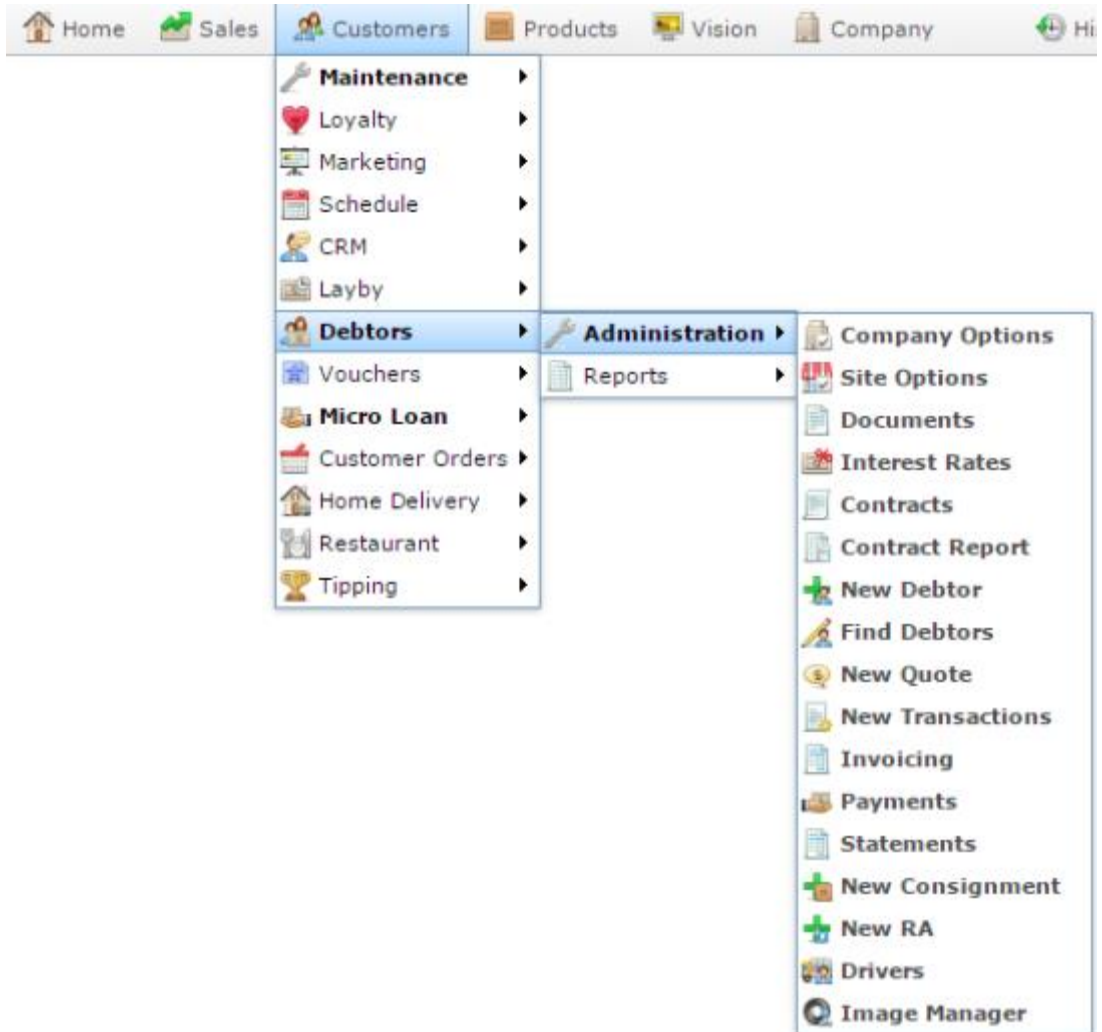 Home Sales Customers Products Vision Company Hi
Maintenance
Loyalty
Marketing
Schedule
CRM
Layby
Debtors
Vouchers
Micro Loan
Customer Orders
Home Delivery
Restaurant
Tipping
Administration
Reports
Company Options
Site Options
Documents
Interest Rates
Contracts
Contract Report
New Debtor
Find Debtors
New Quote
New Transactions
Invoicing
Payments
Statements
New Consignment
New RA
Drivers
Image Manager